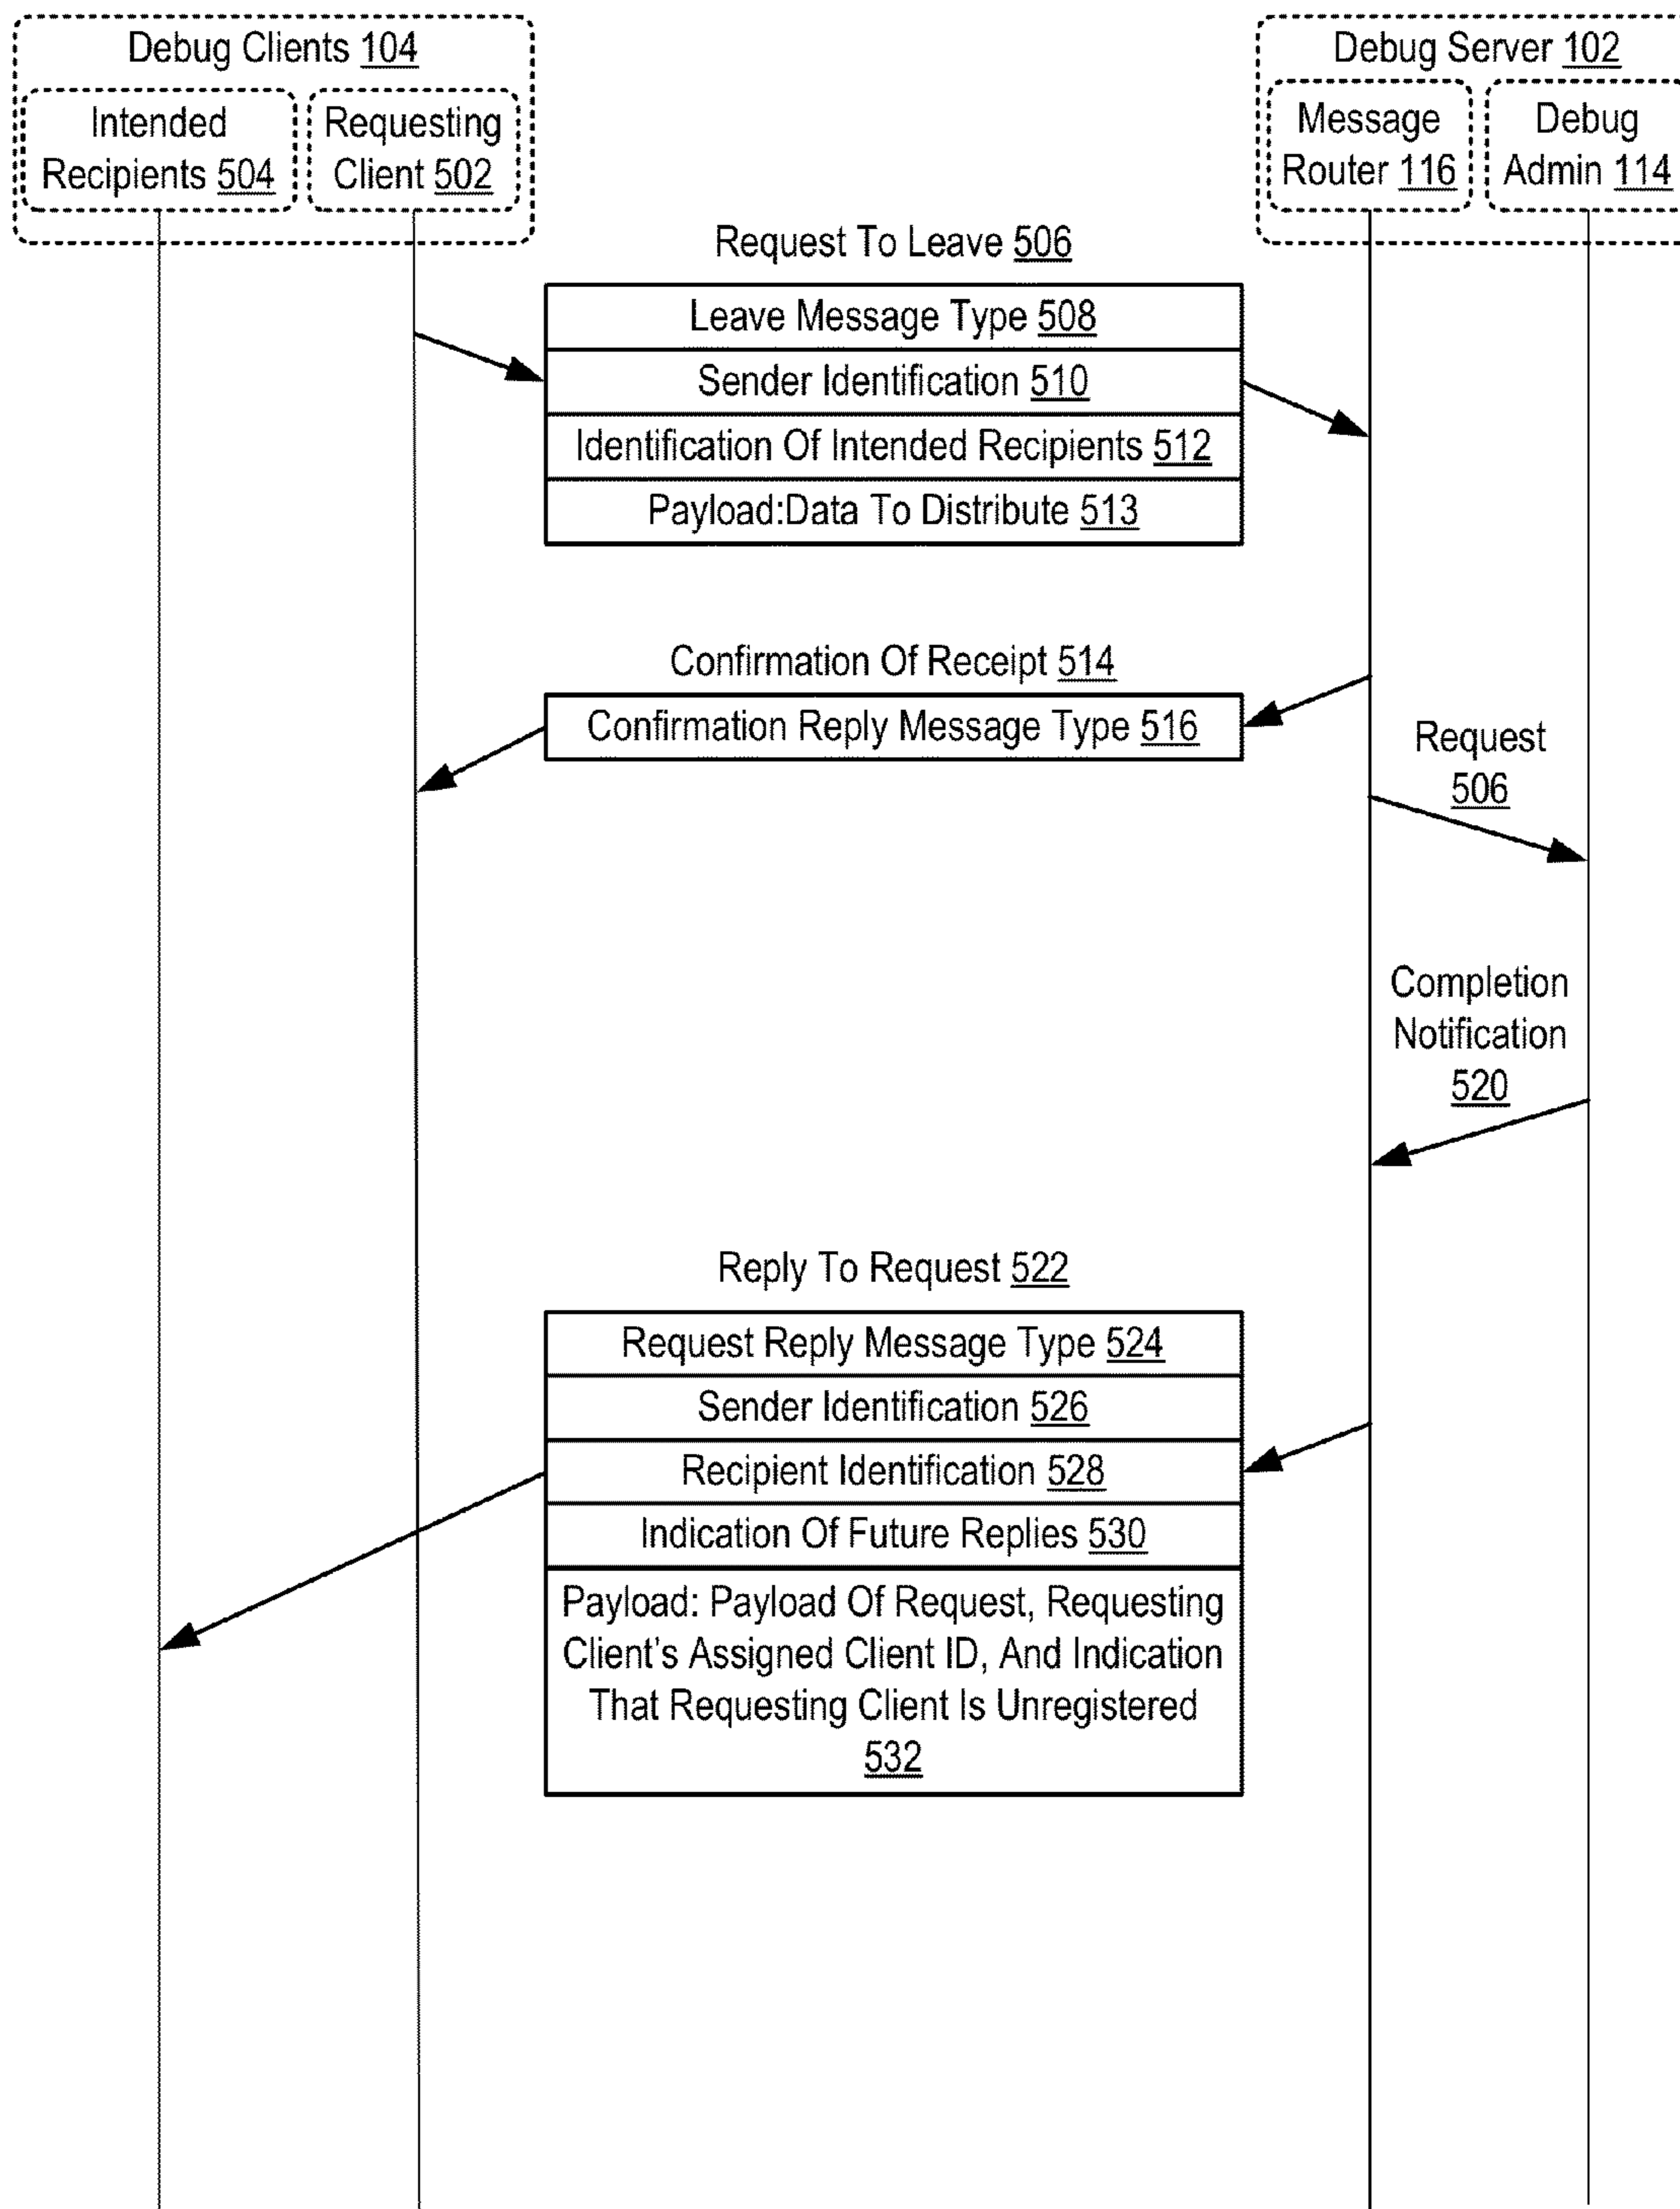 Debug Clients 104
Intended
Recipients 504
Requesting
Client 502
Debug Server 102
Message
Router 116
Debug
Admin 114
Request To Leave 506
Leave Message Type 508
Sender Identification 510
Identification Of Intended Recipients 512
Payload:Data To Distribute 513
Confirmation Of Receipt 514
Confirmation Reply Message Type 516
Request
506
Completion
Notification
520
Reply To Request 522
Request Reply Message Type 524
Sender Identification 526
Recipient Identification 528
Indication Of Future Replies 530
Payload: Payload Of Request, Requesting
Client's Assigned Client ID, And Indication
That Requesting Client Is Unregistered
532